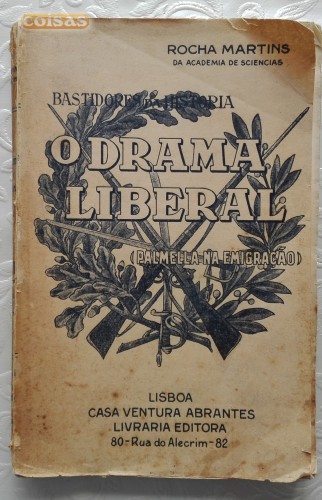 coisas
ROCHA MARTINS
DA ACADEMIA DE SCIENCIAS
BASTIDORES DA HISTORIA
O DRAMA
LIBERAL
(PALMELLA NA EMIGRAÇÃO)
LISBOA
CASA VENTURA ABRANTES
LIVRARIA EDITORA
80-Rua do Alecrim-82